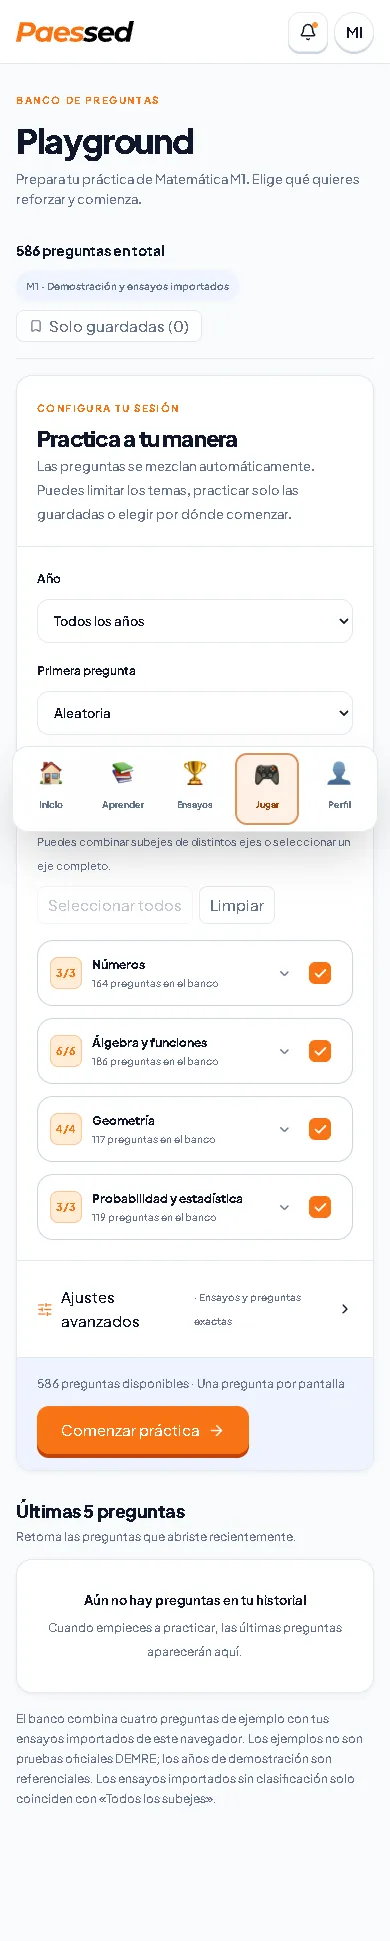 Paessed
MI
BANCO DE PREGUNTAS
Playground
Prepara tu práctica de Matemática M1. Elige qué quieres
reforzar y comienza.
586 preguntas en total
M1 · Demostración y ensayos importados
Solo guardadas (0)
CONFIGURA TU SESIÓN
Practica a tu manera
Las preguntas se mezclan automáticamente.
Puedes limitar los temas, practicar solo las
guardadas o elegir por dónde comenzar.
Año
Todos los años
Primera pregunta
Aleatoria
Inicio Aprender Ensayos Jugar Perfil
Puedes combinar subejes de distintos ejes o seleccionar un
eje completo.
Seleccionar todos Limpiar
3/3 Números
164 preguntas en el banco
6/6 Álgebra y funciones
186 preguntas en el banco
4/4 Geometría
117 preguntas en el banco
3/3 Probabilidad y estadística
119 preguntas en el banco
Ajustes
avanzados
· Ensayos y preguntas
exactas
586 preguntas disponibles · Una pregunta por pantalla
Comenzar práctica
Últimas 5 preguntas
Retoma las preguntas que abriste recientemente.
Aún no hay preguntas en tu historial
Cuando empieces a practicar, las últimas preguntas
aparecerán aquí.
El banco combina cuatro preguntas de ejemplo con tus
ensayos importados de este navegador. Los ejemplos no son
pruebas oficiales DEMRE; los años de demostración son
referenciales. Los ensayos importados sin clasificación solo
coinciden con «Todos los subejes».